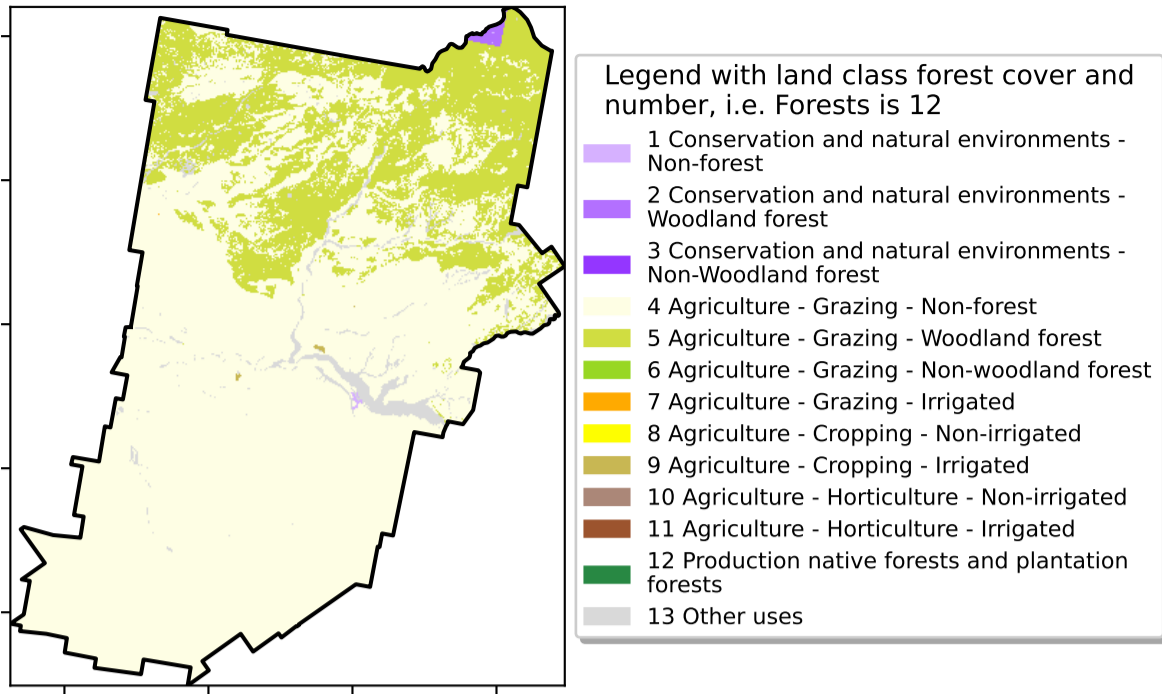 Legend with land class forest cover and
number, i.e. Forests is 12
1 Conservation and natural environments -
Non-forest
2 Conservation and natural environments -
Woodland forest
3 Conservation and natural environments -
Non-Woodland forest
4 Agriculture - Grazing - Non-forest
5 Agriculture - Grazing - Woodland forest
6 Agriculture - Grazing - Non-woodland forest
7 Agriculture - Grazing - Irrigated
8 Agriculture - Cropping - Non-irrigated
9 Agriculture - Cropping - Irrigated
10 Agriculture - Horticulture - Non-irrigated
11 Agriculture - Horticulture - Irrigated
12 Production native forests and plantation
forests
13 Other uses